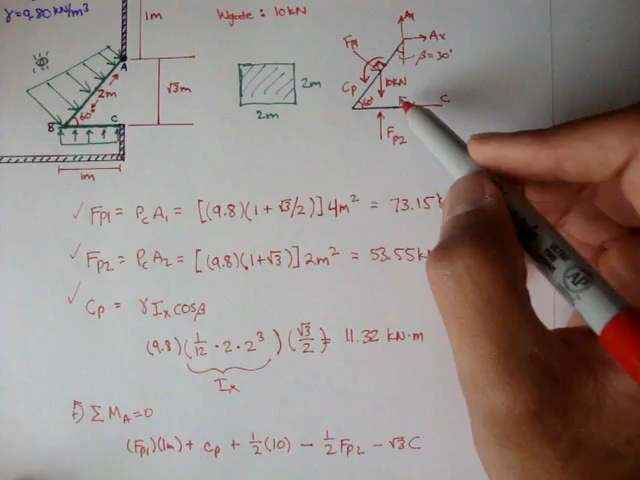 γ = 9.80 kN/m³
1m
Wgate : 10 kN
A
2m
√3m
60°
B
C
1m
2m
2m
Fp1
Ax
β = 30°
Cp
10kN
60°
C
Fp2
✓ Fp1 = PcA1 = [(9.8)(1 + √3/2)] 4m² = 73.15
✓ Fp2 = PcA2 = [(9.8)(1+√3)] 2m² = 53.55 k
✓ Cp = γ Ix cosβ
(9.8)(1/12 · 2 · 2³)(√3/2) = 11.32 kN·m
Ix
ΣMA = 0
(Fp1)(1m) + Cp + 1/2(10) − 1/2 Fp2 − √3 C